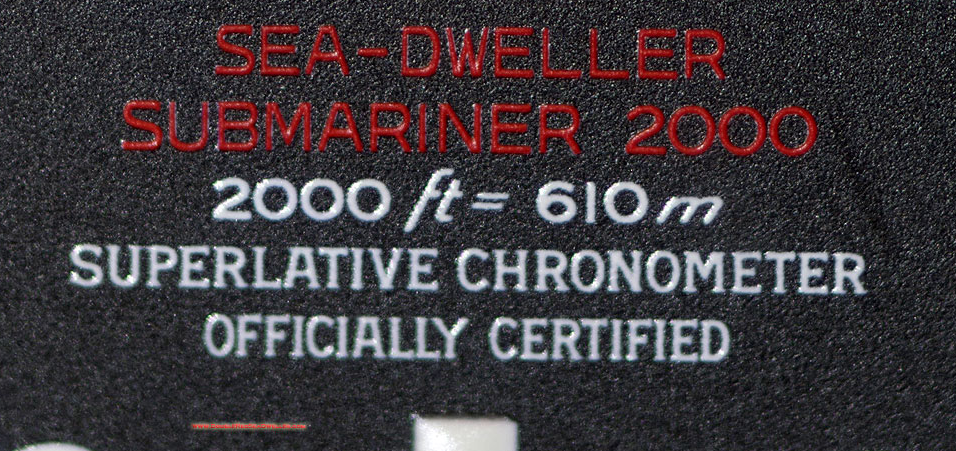 SEA-DWELLER
SUBMARINER 2000
2000 ft = 610 m
SUPERLATIVE CHRONOMETER
OFFICIALLY CERTIFIED